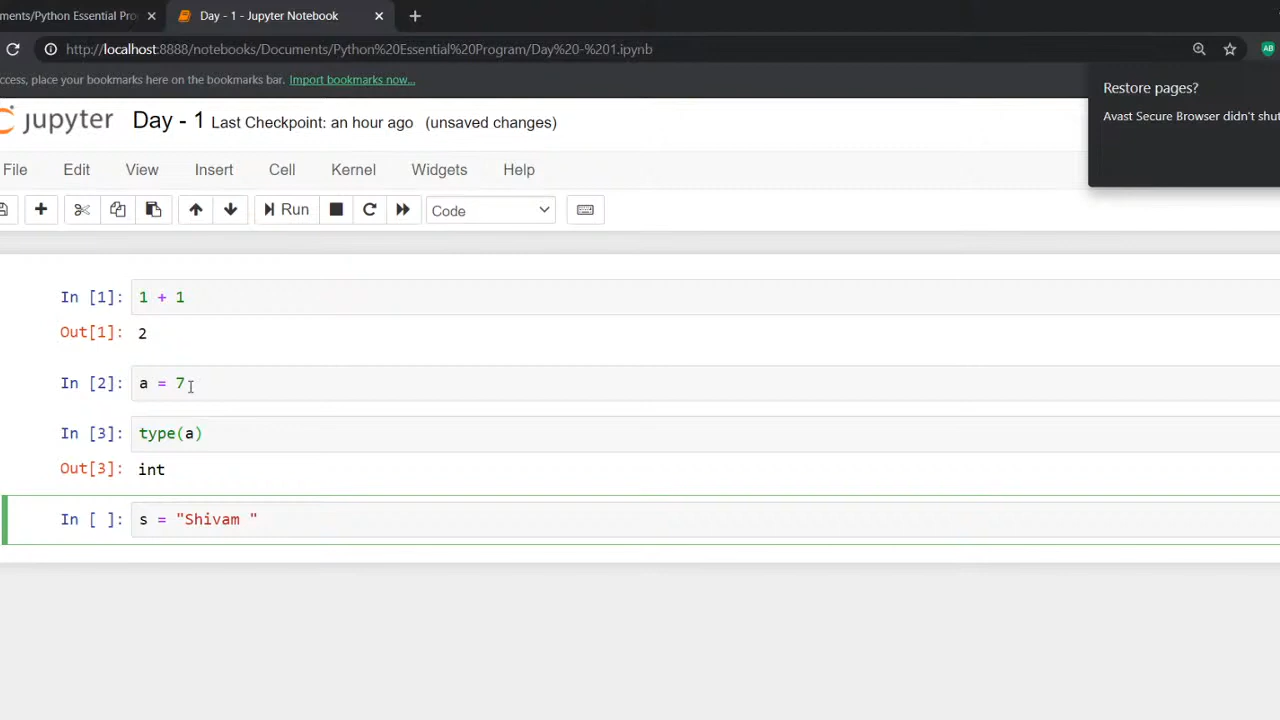 ments/Python Essential Pro
Day - 1 - Jupyter Notebook
http://localhost:8888/notebooks/Documents/Python%20Essential%20Program/Day%20-%201.ipynb
AB
ccess, place your bookmarks here on the bookmarks bar. Import bookmarks now...
Restore pages?
Avast Secure Browser didn't shut
jupyter Day - 1 Last Checkpoint: an hour ago (unsaved changes)
File Edit View Insert Cell Kernel Widgets Help
Run Code
In [1]: 1 + 1
Out[1]: 2
In [2]: a = 7
In [3]: type(a)
Out[3]: int
In [ ]: s = "Shivam "